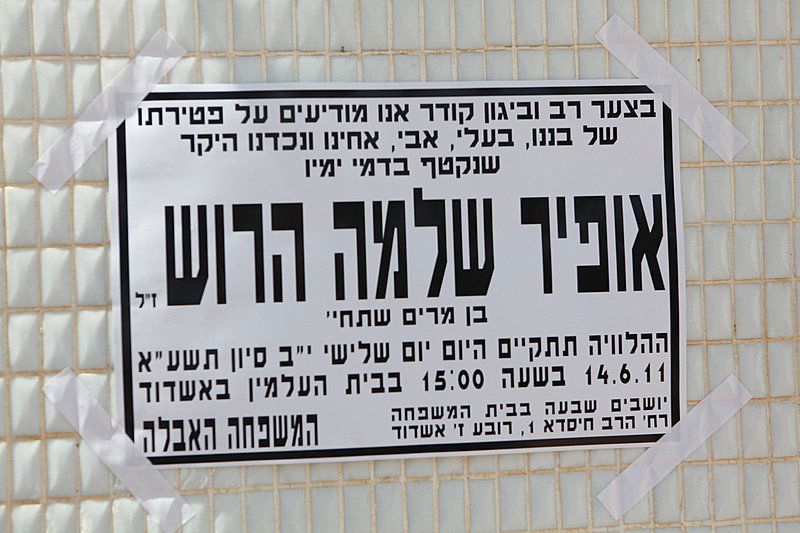 בצער רב וביגון קודר אנו מודיעים על פטירתו
של בננו, בעלי, אבי, אחינו ונכדנו היקר
שנקטף בדמי ימיו
אופיר שלמה הרוש ז"ל
בן מרים שתחי'
ההלוויה תתקיים היום יום שלישי י"ב סיון תשע"א
14.6.11 בשעה 15:00 בבית העלמין באשדוד
יושבים שבעה בבית המשפחה
רח' הרב חיסדא 1, רובע ז' אשדוד
המשפחה האבלה